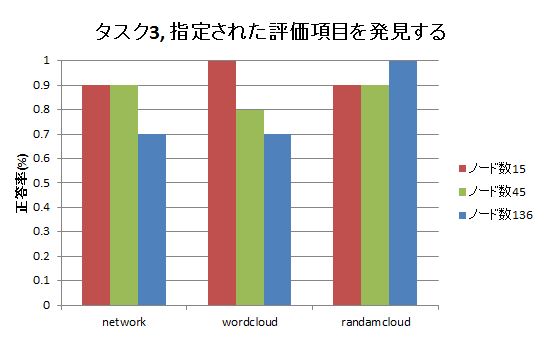 タスク3, 指定された評価項目を発見する
1
0.9
0.8
0.7
0.6
0.5
0.4
0.3
0.2
0.1
0
正答率(%)
network
wordcloud
randamcloud
ノード数15
ノード数45
ノード数136